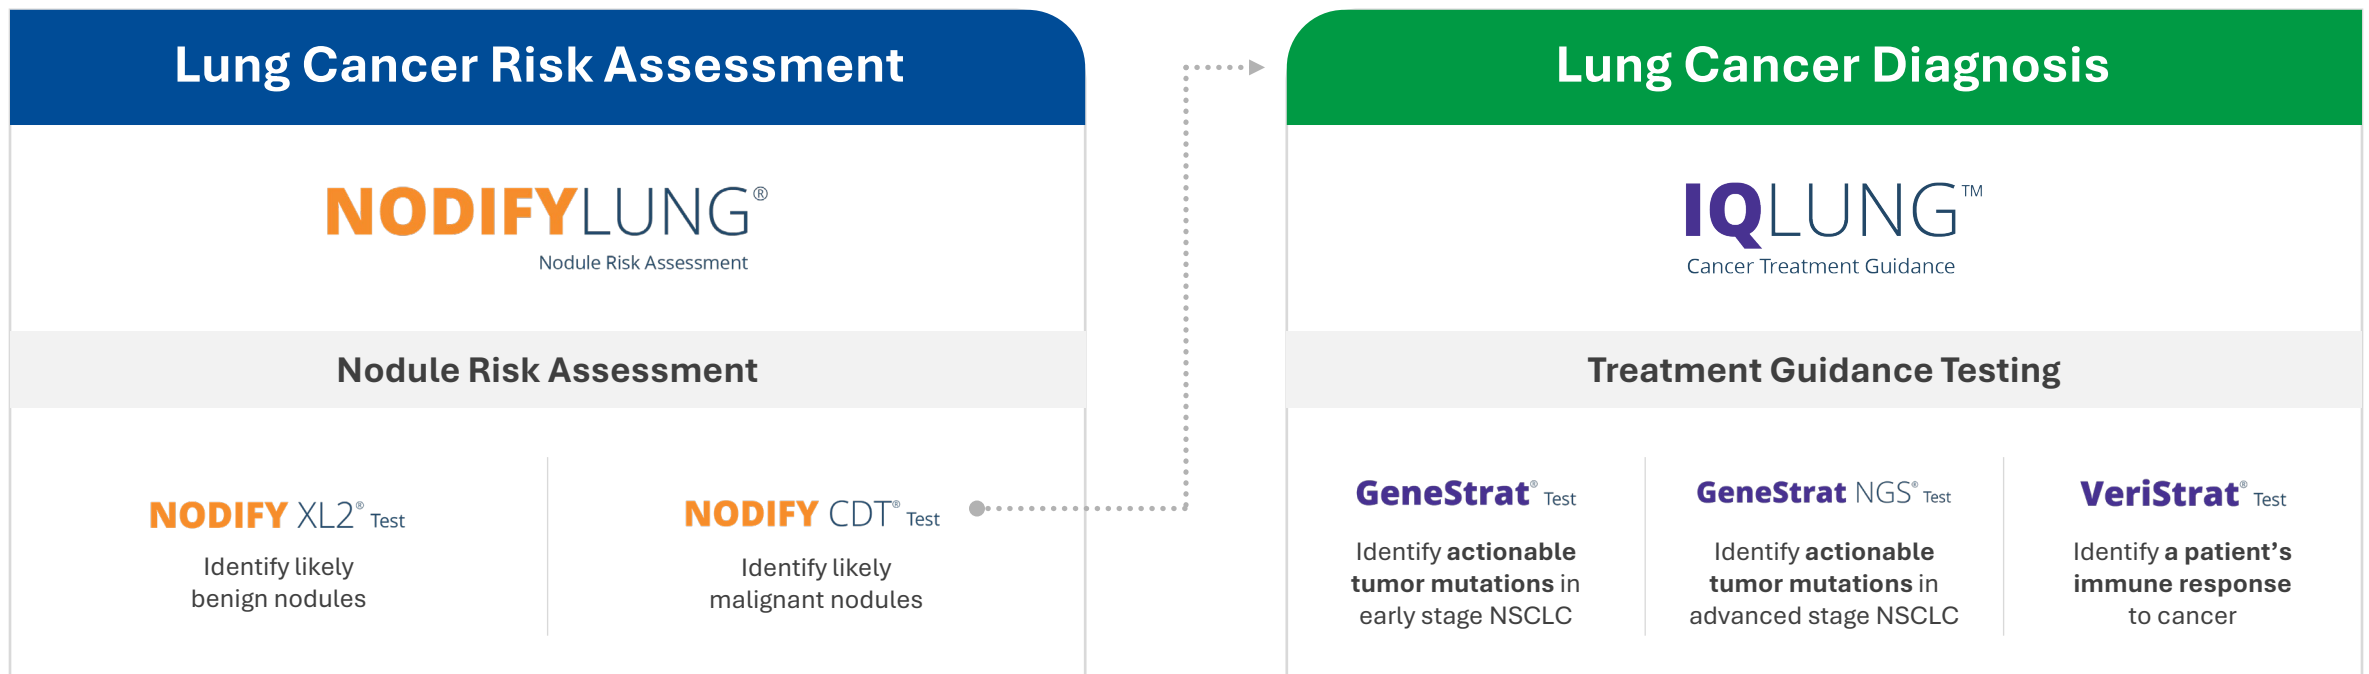 Lung Cancer Risk Assessment
NODIFYLUNG®
Nodule Risk Assessment
Nodule Risk Assessment
NODIFY XL2® Test
Identify likely
benign nodules
NODIFY CDT® Test
Identify likely
malignant nodules
Lung Cancer Diagnosis
IQLUNG™
Cancer Treatment Guidance
Treatment Guidance Testing
GeneStrat® Test
Identify actionable
tumor mutations in
early stage NSCLC
GeneStrat NGS® Test
Identify actionable
tumor mutations in
advanced stage NSCLC
VeriStrat® Test
Identify a patient’s
immune response
to cancer